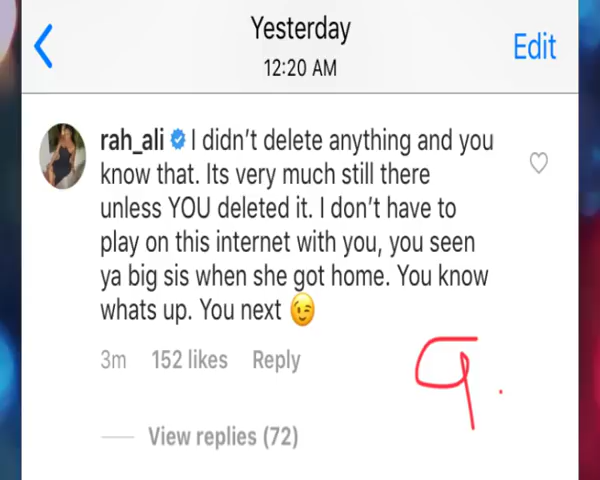 Yesterday
12:20 AM
Edit
rah_ali I didn't delete anything and you
know that. Its very much still there
unless YOU deleted it. I don't have to
play on this internet with you, you seen
ya big sis when she got home. You know
whats up. You next 😉
3m 152 likes Reply
View replies (72)